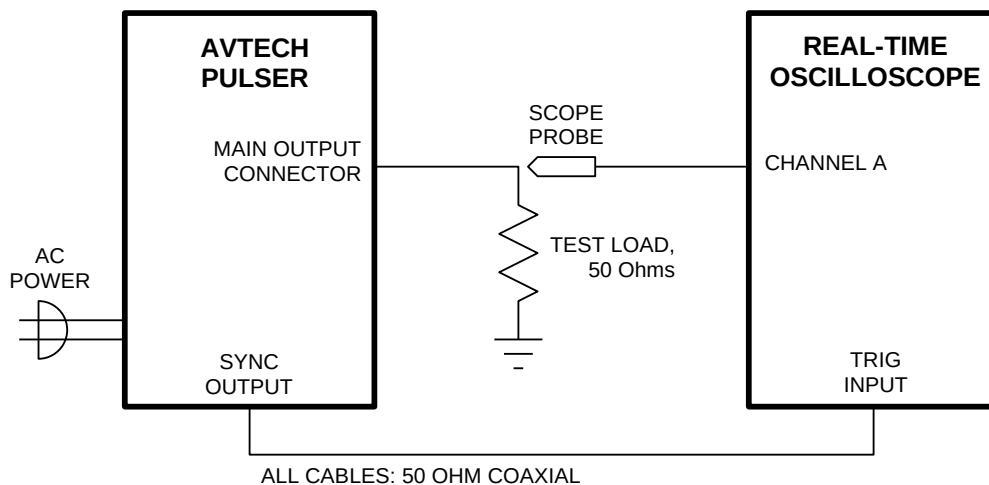 AVTECH
PULSER
REAL-TIME
OSCILLOSCOPE
SCOPE
PROBE
MAIN OUTPUT
CONNECTOR
CHANNEL A
TEST LOAD,
50 Ohms
AC
POWER
SYNC
OUTPUT
TRIG
INPUT
ALL CABLES: 50 OHM COAXIAL